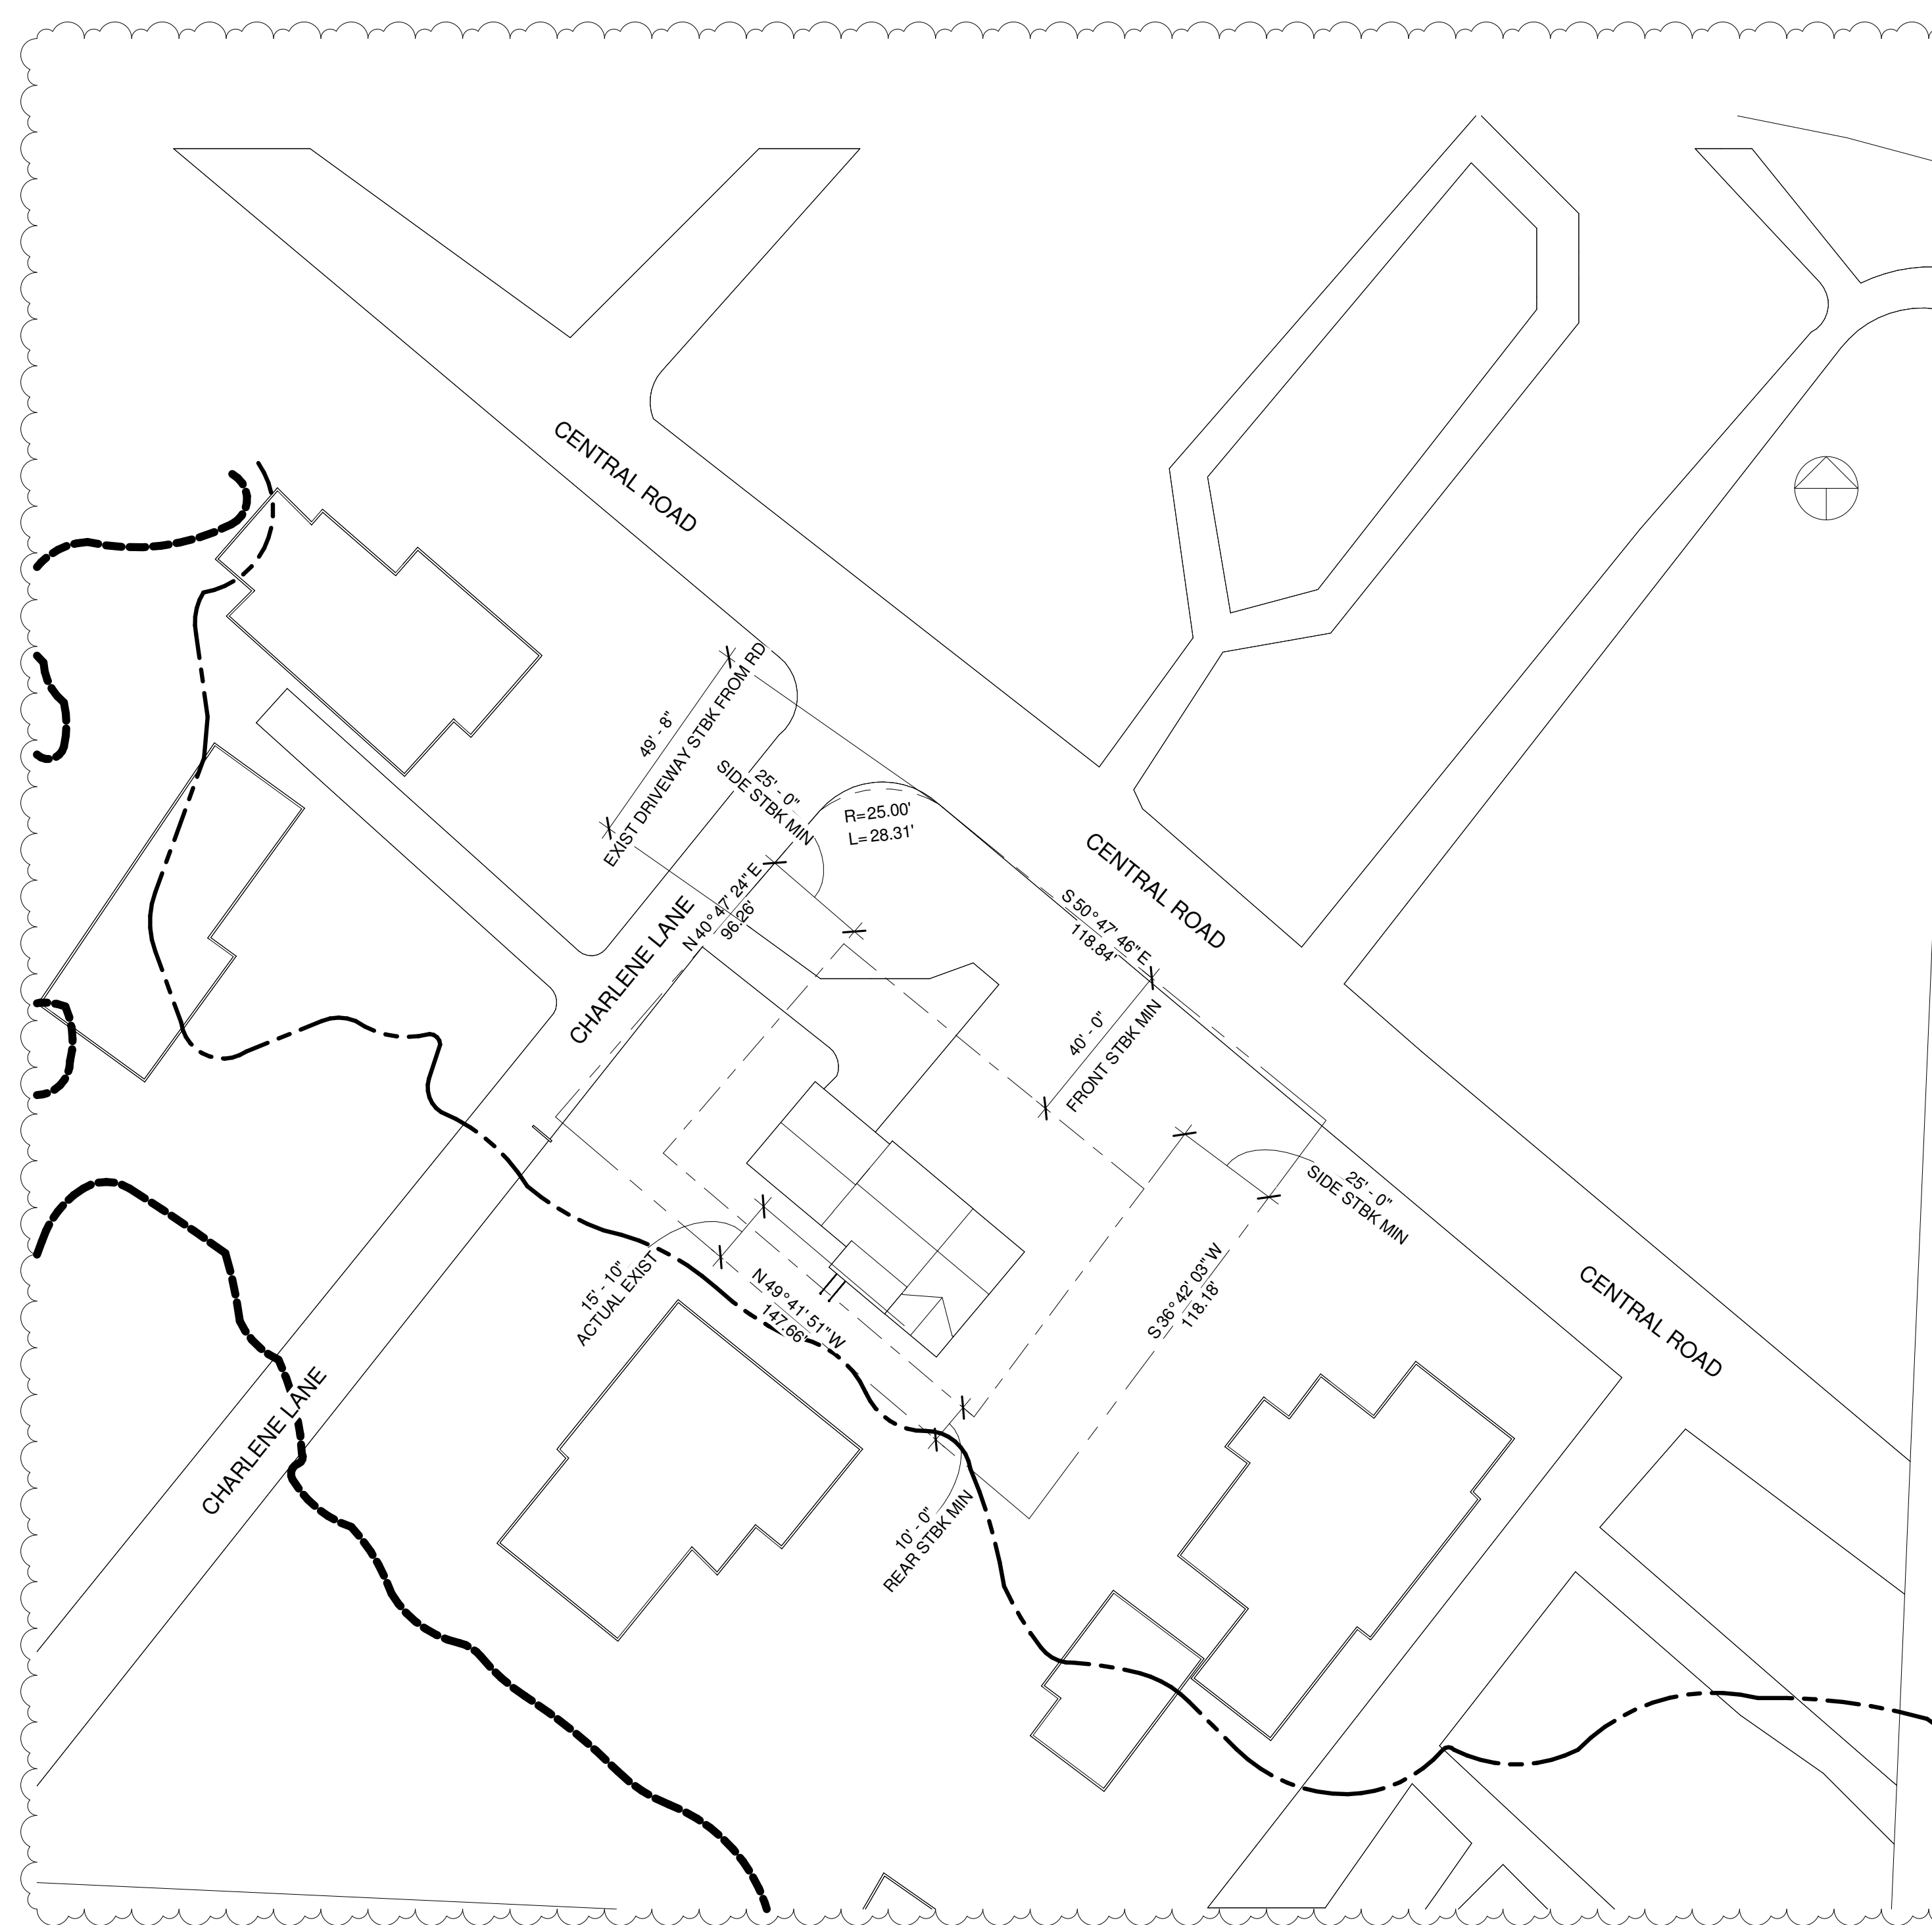 CENTRAL ROAD
49' - 8"
EXIST DRIVEWAY STBK FROM RD
25' - 0"
SIDE STBK MIN
R=25.00'
L=28.31'
CENTRAL ROAD
N 40° 47' 24" E
96.26'
CHARLENE LANE
S 50° 47' 46" E
118.84'
40' - 0"
FRONT STBK MIN
25' - 0"
SIDE STBK MIN
S 36° 42' 03" W
118.18'
15' - 10"
ACTUAL EXIST
N 49° 41' 51" W
147.66'
CENTRAL ROAD
CHARLENE LANE
10' - 0"
REAR STBK MIN